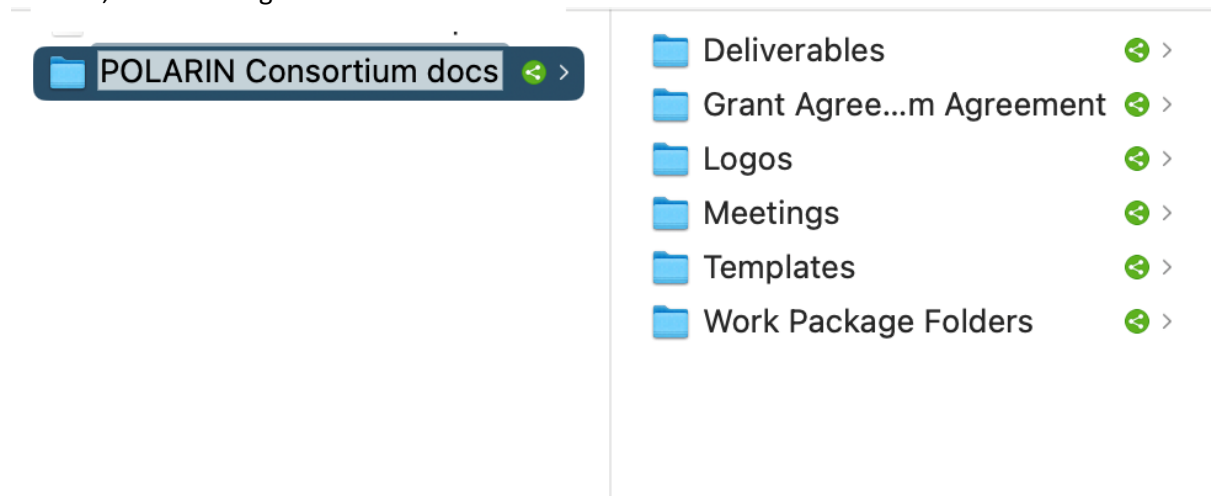 POLARIN Consortium docs
Deliverables
Grant Agree...m Agreement
Logos
Meetings
Templates
Work Package Folders